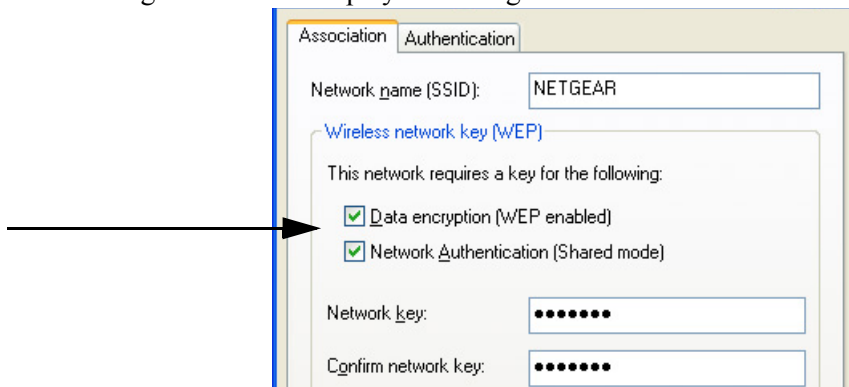 Association Authentication
Network name (SSID): NETGEAR
Wireless network key (WEP)
This network requires a key for the following:
Data encryption (WEP enabled)
Network Authentication (Shared mode)
Network key: •••••••
Confirm network key: •••••••